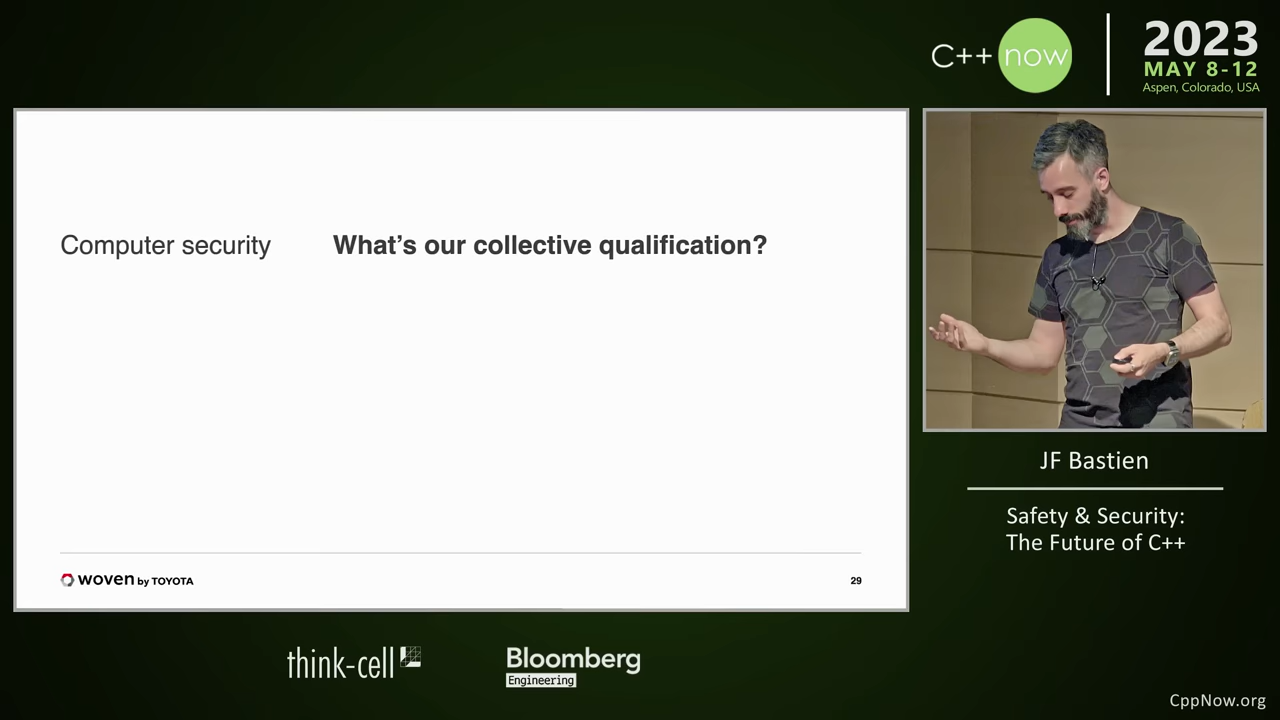 C++ now
2023
MAY 8-12
Aspen, Colorado, USA
Computer security
What's our collective qualification?
woven by TOYOTA
29
JF Bastien
Safety & Security:
The Future of C++
think-cell
Bloomberg
Engineering
CppNow.org